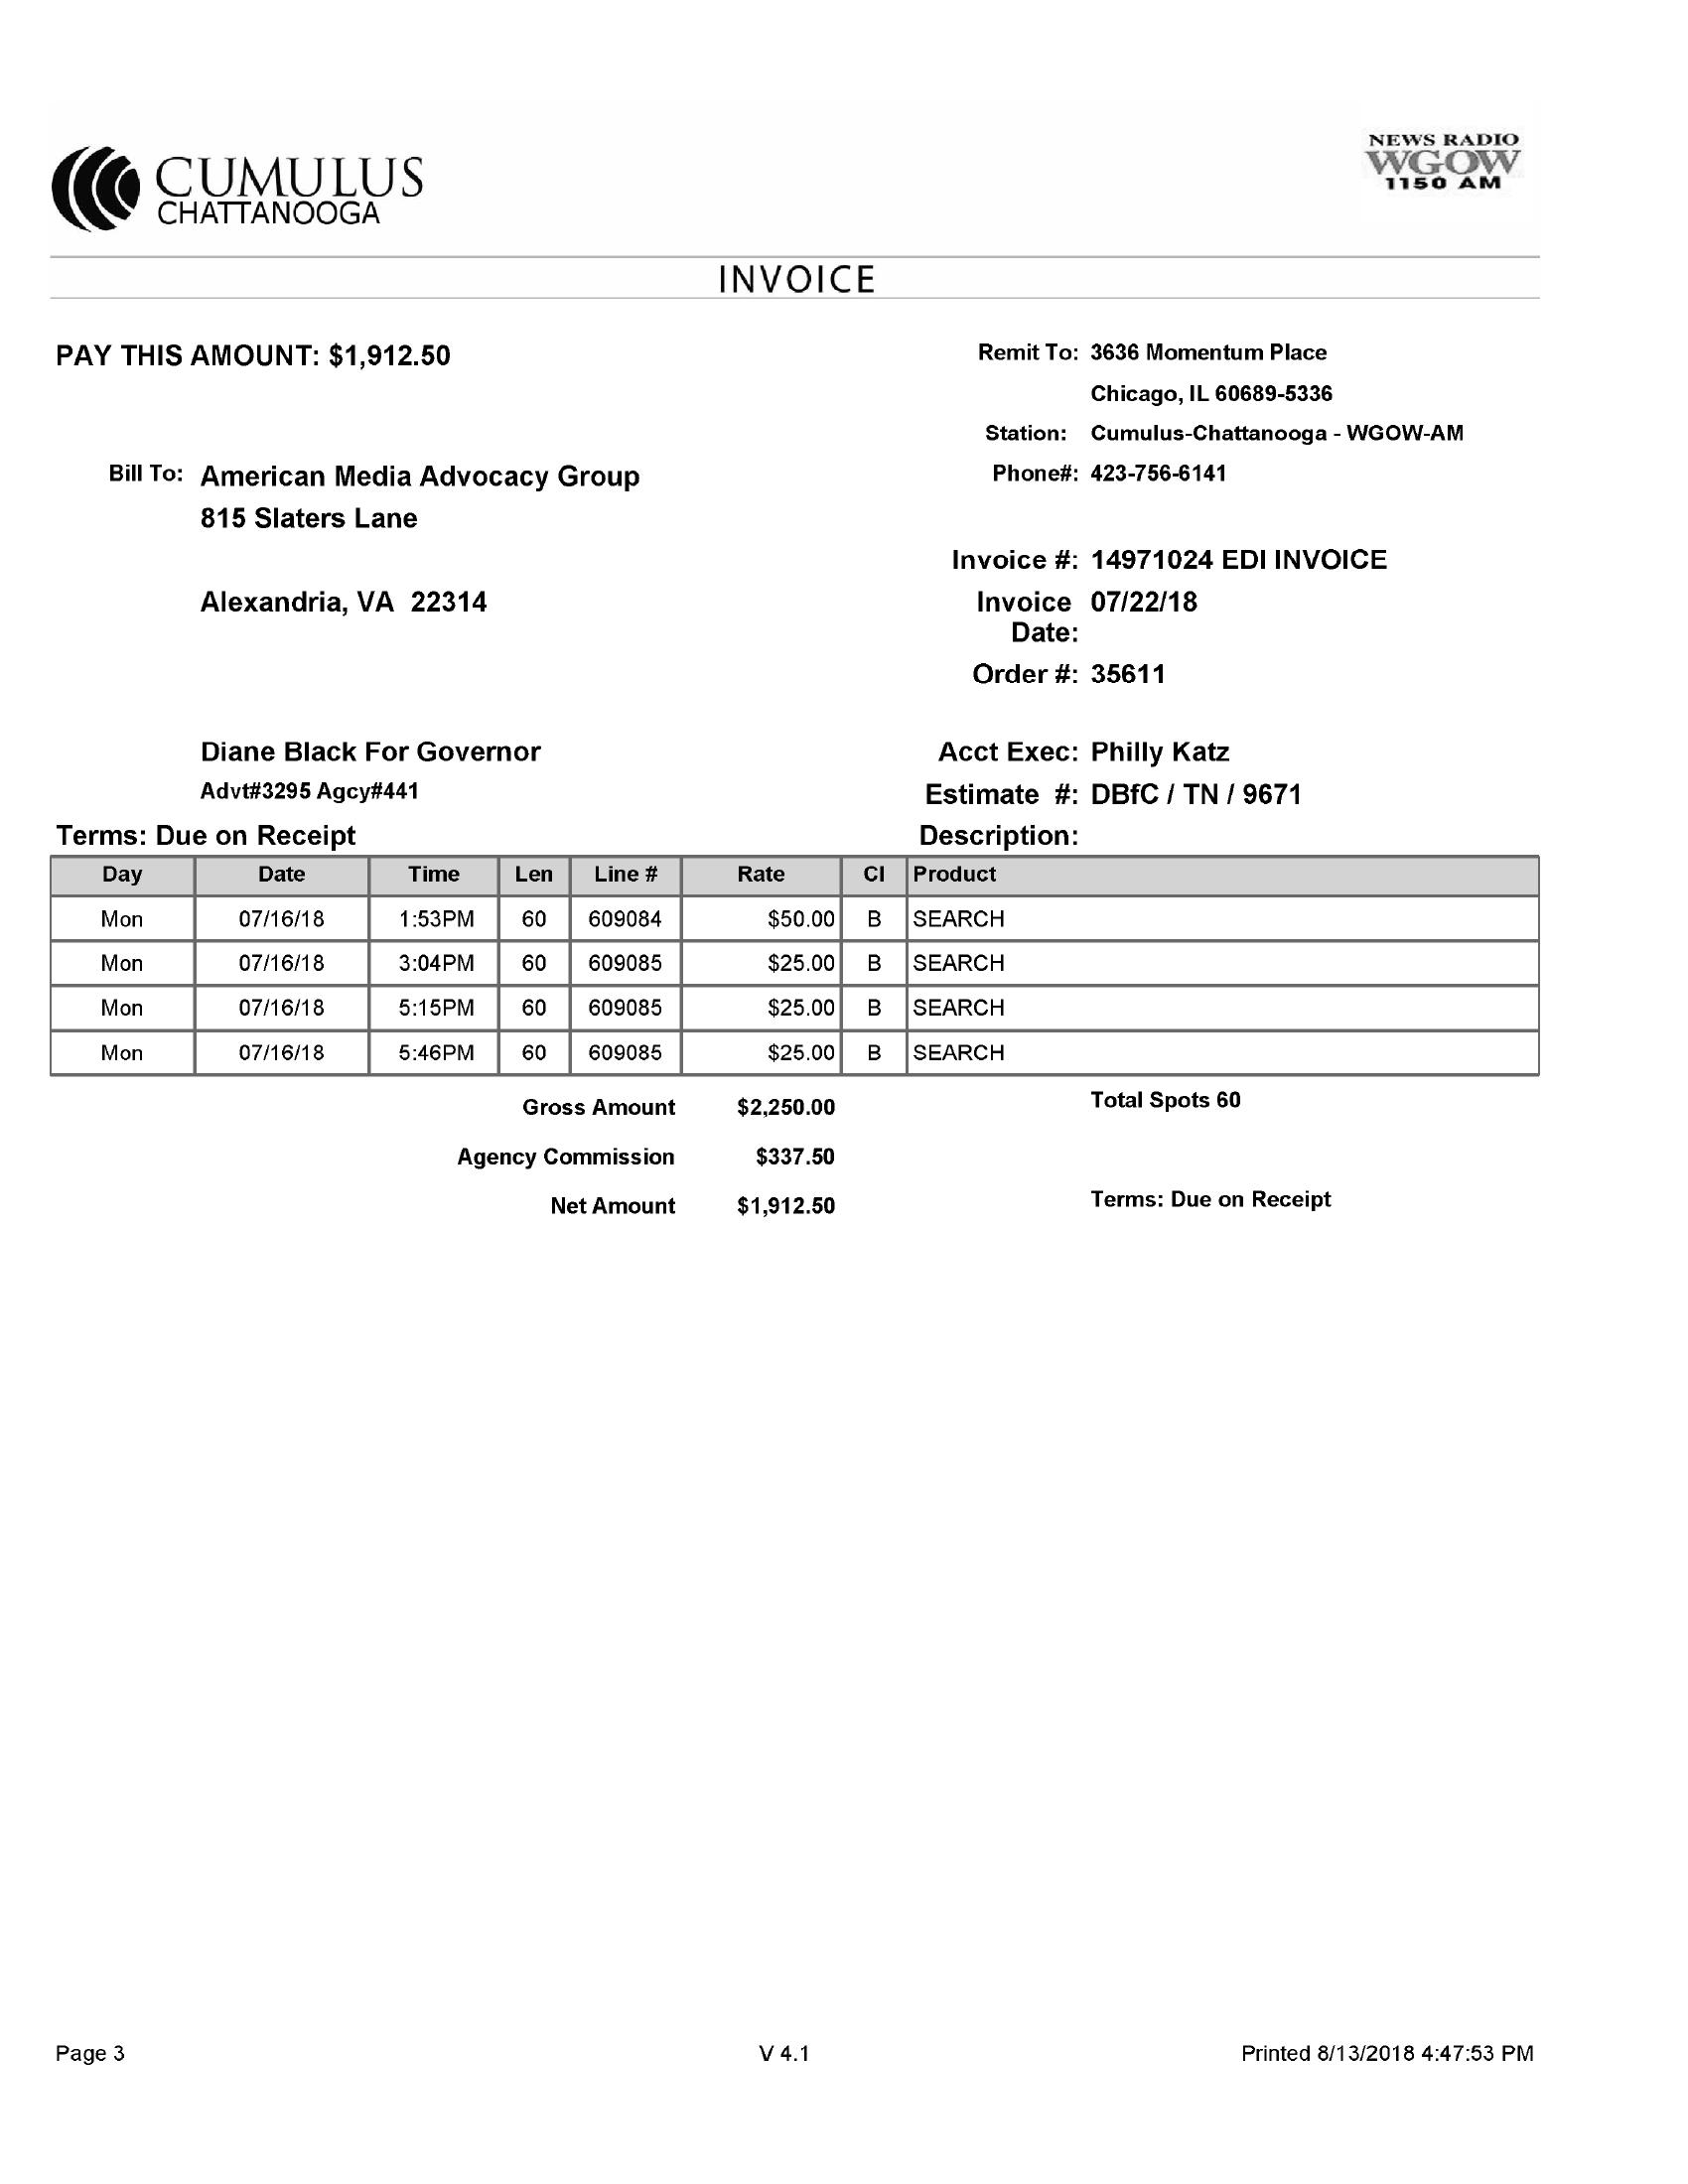 CUMULUS
CHATTANOOGA
NEWS RADIO
WGOW
1150 AM
INVOICE
PAY THIS AMOUNT: $1,912.50
Remit To: 3636 Momentum Place
Chicago, IL 60689-5336
Station: Cumulus-Chattanooga - WGOW-AM
Bill To: American Media Advocacy Group
Phone#: 423-756-6141
815 Slaters Lane
Invoice #: 14971024 EDI INVOICE
Alexandria, VA 22314
Invoice Date: 07/22/18
Order #: 35611
Diane Black For Governor
Acct Exec: Philly Katz
Advt#3295 Agcy#441
Estimate #: DBfC / TN / 9671
Terms: Due on Receipt
Description:
Day Date Time Len Line # Rate Cl Product
Mon 07/16/18 1:53PM 60 609084 $50.00 B SEARCH
Mon 07/16/18 3:04PM 60 609085 $25.00 B SEARCH
Mon 07/16/18 5:15PM 60 609085 $25.00 B SEARCH
Mon 07/16/18 5:46PM 60 609085 $25.00 B SEARCH
Gross Amount $2,250.00 Total Spots 60
Agency Commission $337.50
Net Amount $1,912.50 Terms: Due on Receipt
Page 3 V 4.1 Printed 8/13/2018 4:47:53 PM